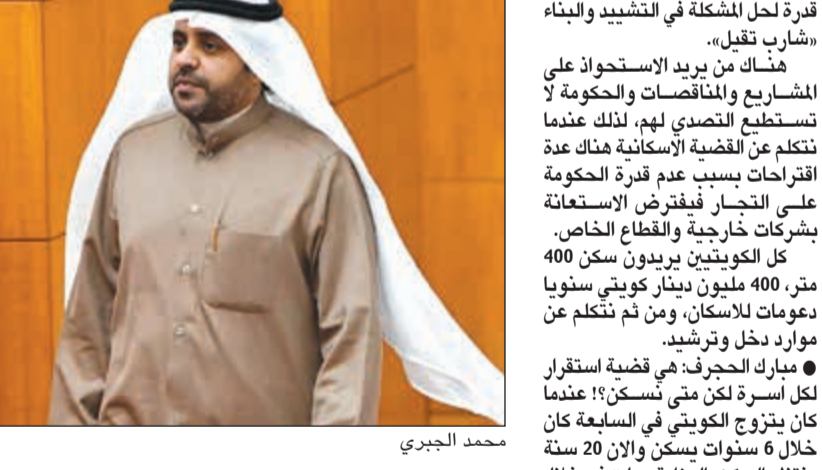 قدرة لحل المشكلة في التشييد والبناء
«شارب تقيل».
هناك من يريد الاستحواذ على
المشاريع والمناقصات والحكومة لا
تستطيع التصدي لهم، لذلك عندما
نتكلم عن القضية الاسكانية هناك عدة
اقتراحات بسبب عدم قدرة الحكومة
على التجار فيفترض الاستعانة
بشركات خارجية والقطاع الخاص.
كل الكويتيين يريدون سكن 400
متر، 400 مليون دينار كويتي سنويا
دعومات للاسكان، ومن ثم نتكلم عن
موارد دخل وترشيد.
● مبارك الحجرف: هي قضية استقرار
لكل اسرة لكن متى نسكن؟! عندما
كان يتزوج الكويتي في السابعة كان
خلال 6 سنوات يسكن والان 20 سنة
محمد الجبري